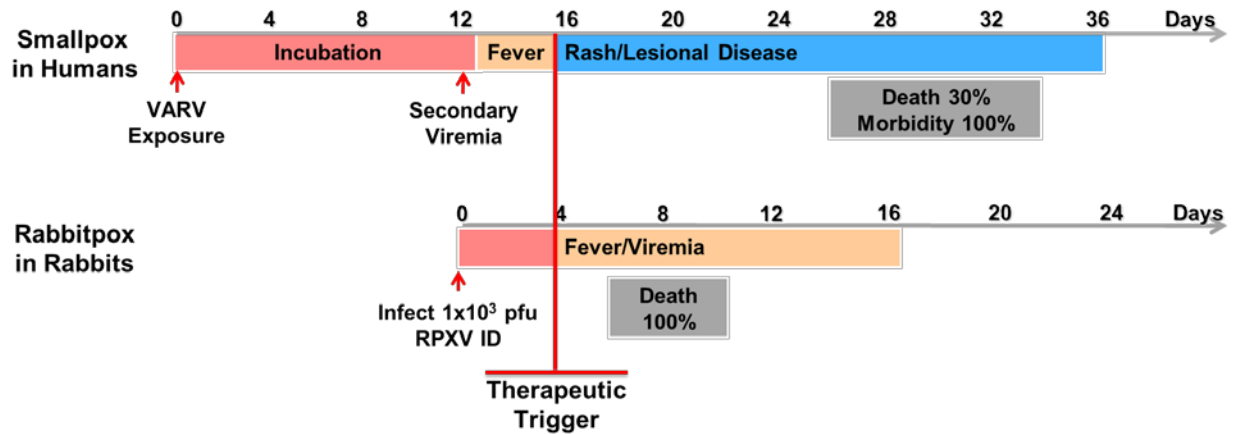 0 4 8 12 16 20 24 28 32 36 Days
Smallpox
in Humans
Incubation Fever Rash/Lesional Disease
VARV
Exposure
Secondary
Viremia
Death 30%
Morbidity 100%
0 4 8 12 16 20 24 Days
Rabbitpox
in Rabbits
Fever/Viremia
Infect 1x10³ pfu
RPXV ID
Death
100%
Therapeutic
Trigger